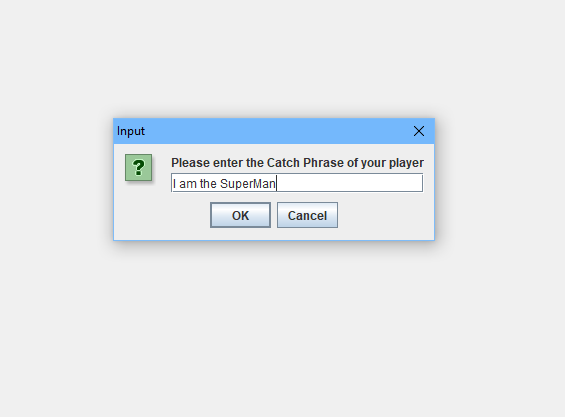 Input
?
Please enter the Catch Phrase of your player
I am the SuperMan
OK Cancel